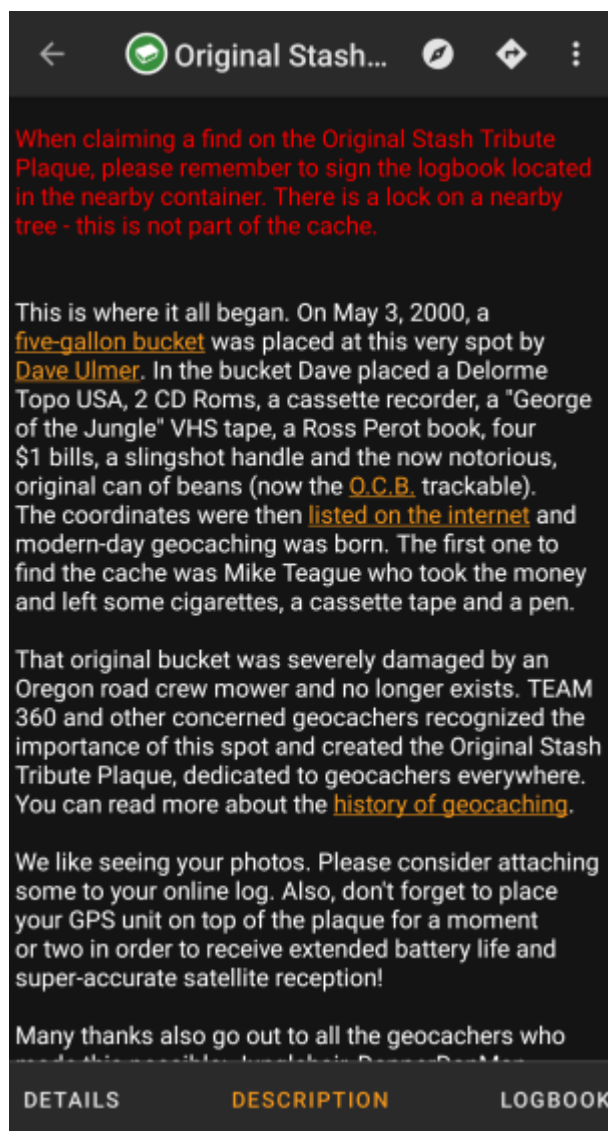 Original Stash...
When claiming a find on the Original Stash Tribute
Plaque, please remember to sign the logbook located
in the nearby container. There is a lock on a nearby
tree - this is not part of the cache.
This is where it all began. On May 3, 2000, a
five-gallon bucket was placed at this very spot by
Dave Ulmer. In the bucket Dave placed a Delorme
Topo USA, 2 CD Roms, a cassette recorder, a "George
of the Jungle" VHS tape, a Ross Perot book, four
$1 bills, a slingshot handle and the now notorious,
original can of beans (now the O.C.B. trackable).
The coordinates were then listed on the internet and
modern-day geocaching was born. The first one to
find the cache was Mike Teague who took the money
and left some cigarettes, a cassette tape and a pen.
That original bucket was severely damaged by an
Oregon road crew mower and no longer exists. TEAM
360 and other concerned geocachers recognized the
importance of this spot and created the Original Stash
Tribute Plaque, dedicated to geocachers everywhere.
You can read more about the history of geocaching.
We like seeing your photos. Please consider attaching
some to your online log. Also, don't forget to place
your GPS unit on top of the plaque for a moment
or two in order to receive extended battery life and
super-accurate satellite reception!
Many thanks also go out to all the geocachers who
DETAILS DESCRIPTION LOGBOOK